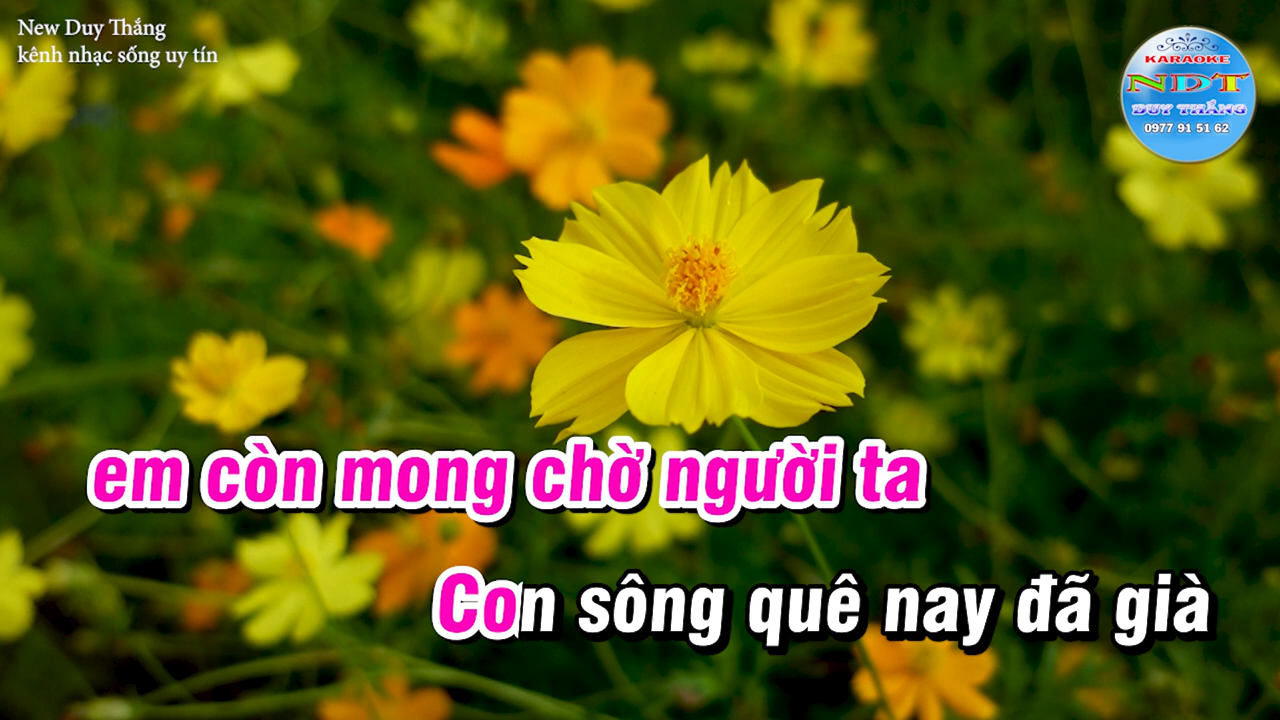 New Duy Thắng
kênh nhạc sống uy tín
KARAOKE
NDT
DUY THẮNG
0977 91 51 62
em còn mong chờ người ta
Con sông quê nay đã già